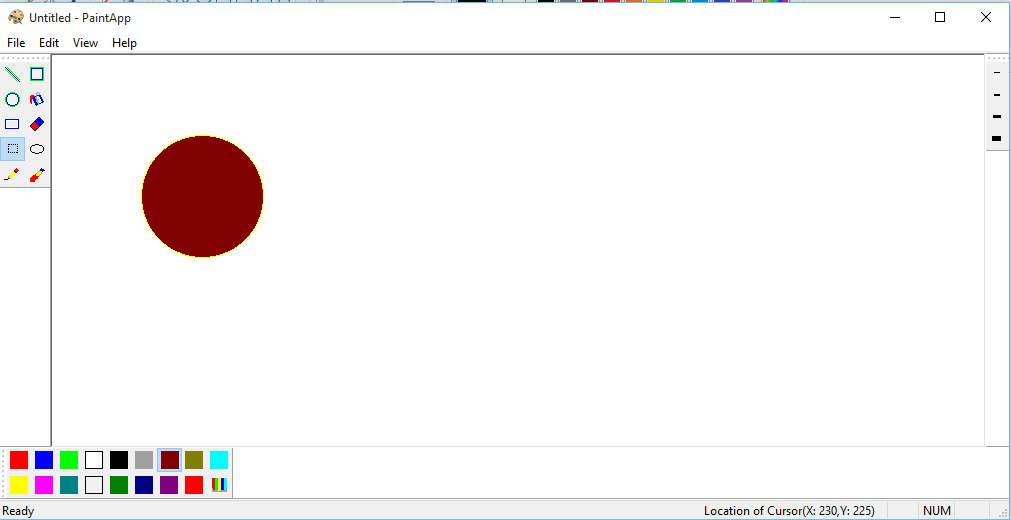 Untitled - PaintApp
File Edit View Help
Ready Location of Cursor(X: 230,Y: 225) NUM